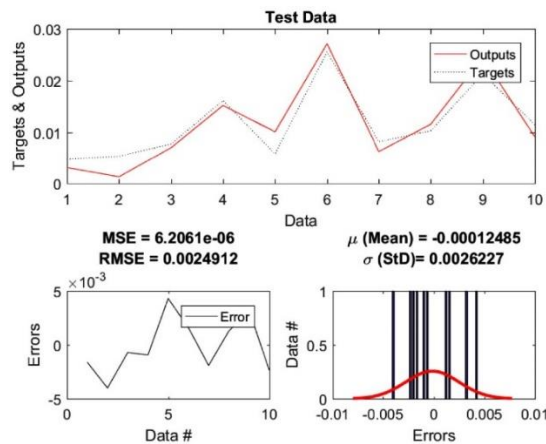 Test Data
0.03
0.02
0.01
0
Targets & Outputs
Outputs
Targets
1 2 3 4 5 6 7 8 9 10
Data
MSE = 6.2061e-06
RMSE = 0.0024912
μ (Mean) = -0.00012485
σ (StD)= 0.0026227
5 ×10⁻³
0
-5
Errors
Error
0 5 10
Data #
1
0.5
0
Data #
-0.01 -0.005 0 0.005 0.01
Errors